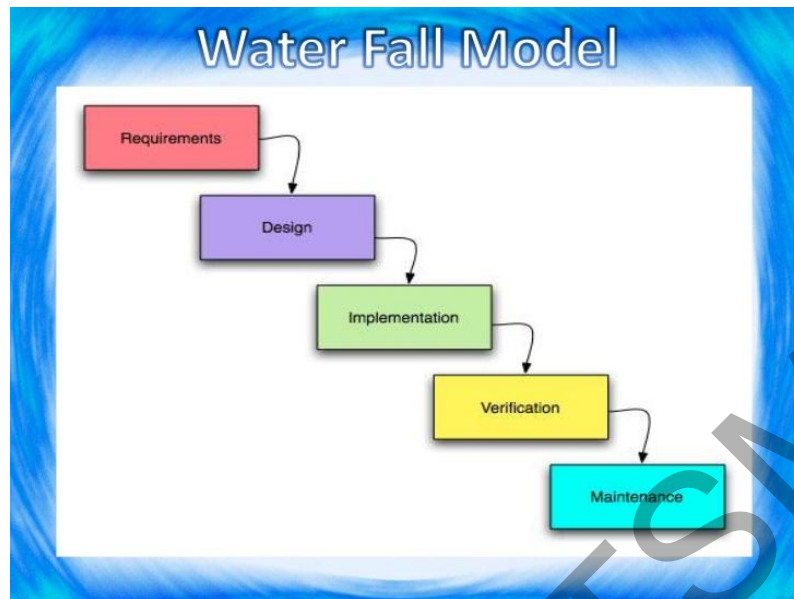 Water Fall Model
Requirements
Design
Implementation
Verification
Maintenance